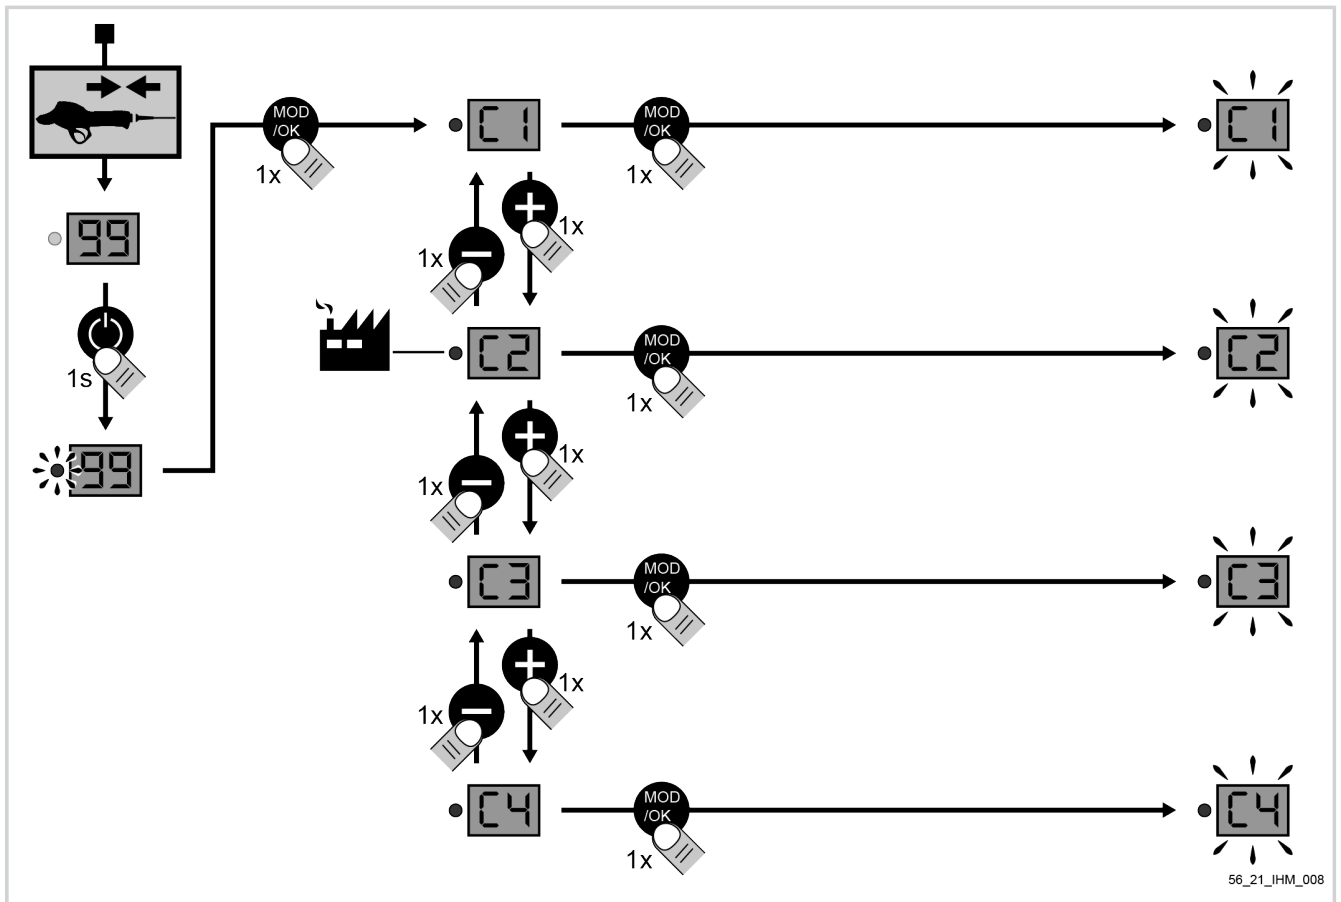 MOD
/OK
1x
C1
MOD
/OK
1x
C1
99
1x
+
1x
-
1s
C2
MOD
/OK
1x
C2
99
1x
+
1x
-
C3
MOD
/OK
1x
C3
1x
+
1x
-
C4
MOD
/OK
1x
C4
56_21_IHM_008